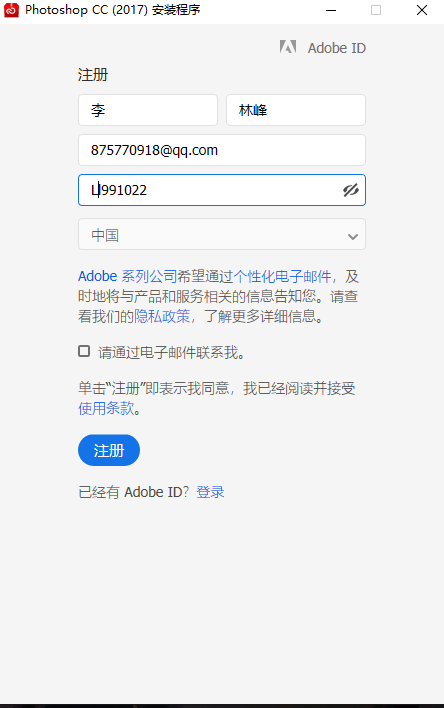 Photoshop CC (2017) 安装程序
Adobe ID
注册
李 林峰
875770918@qq.com
LI991022
中国
Adobe 系列公司希望通过个性化电子邮件，及
时地将与产品和服务相关的信息告知您。请查
看我们的隐私政策，了解更多详细信息。
请通过电子邮件联系我。
单击“注册”即表示我同意，我已经阅读并接受
使用条款。
注册
已经有 Adobe ID？登录